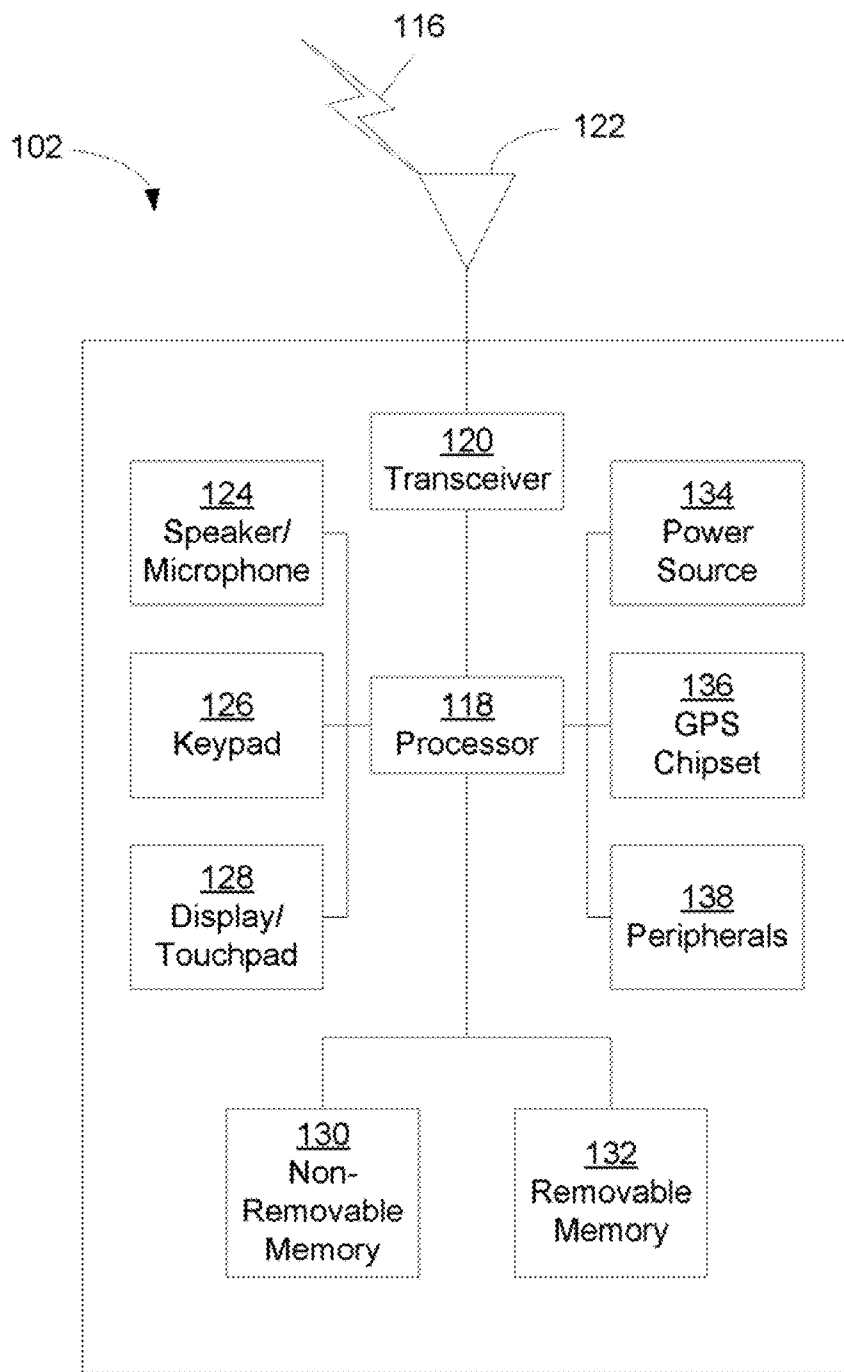 116
122
102
120
Transceiver
124
Speaker/
Microphone
134
Power
Source
126
Keypad
118
Processor
136
GPS
Chipset
128
Display/
Touchpad
138
Peripherals
130
Non-
Removable
Memory
132
Removable
Memory